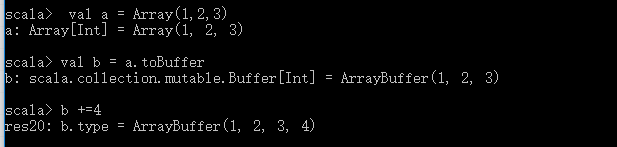 scala>  val a = Array(1,2,3)
a: Array[Int] = Array(1, 2, 3)
scala> val b = a.toBuffer
b: scala.collection.mutable.Buffer[Int] = ArrayBuffer(1, 2, 3)
scala> b +=4
res20: b.type = ArrayBuffer(1, 2, 3, 4)